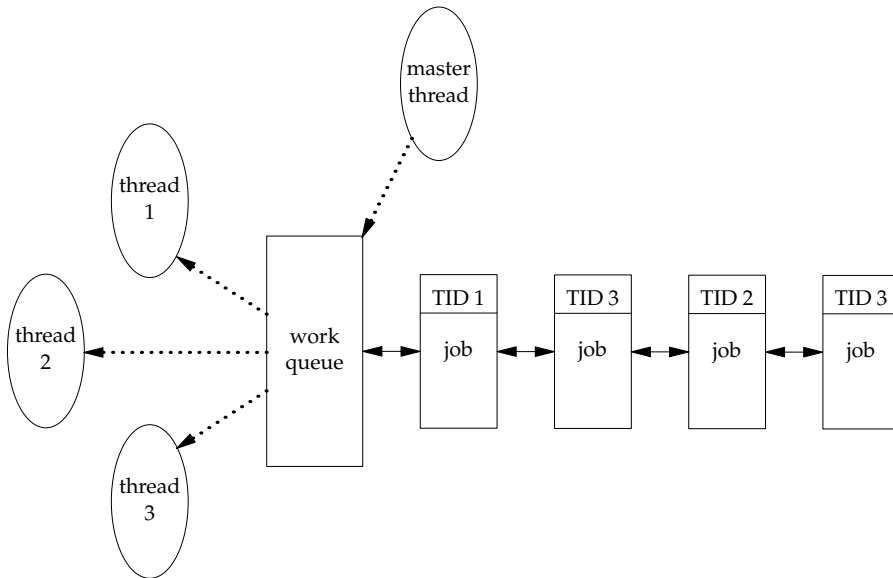 master
thread
thread
1
thread
2
thread
3
work
queue
TID 1
job
TID 3
job
TID 2
job
TID 3
job